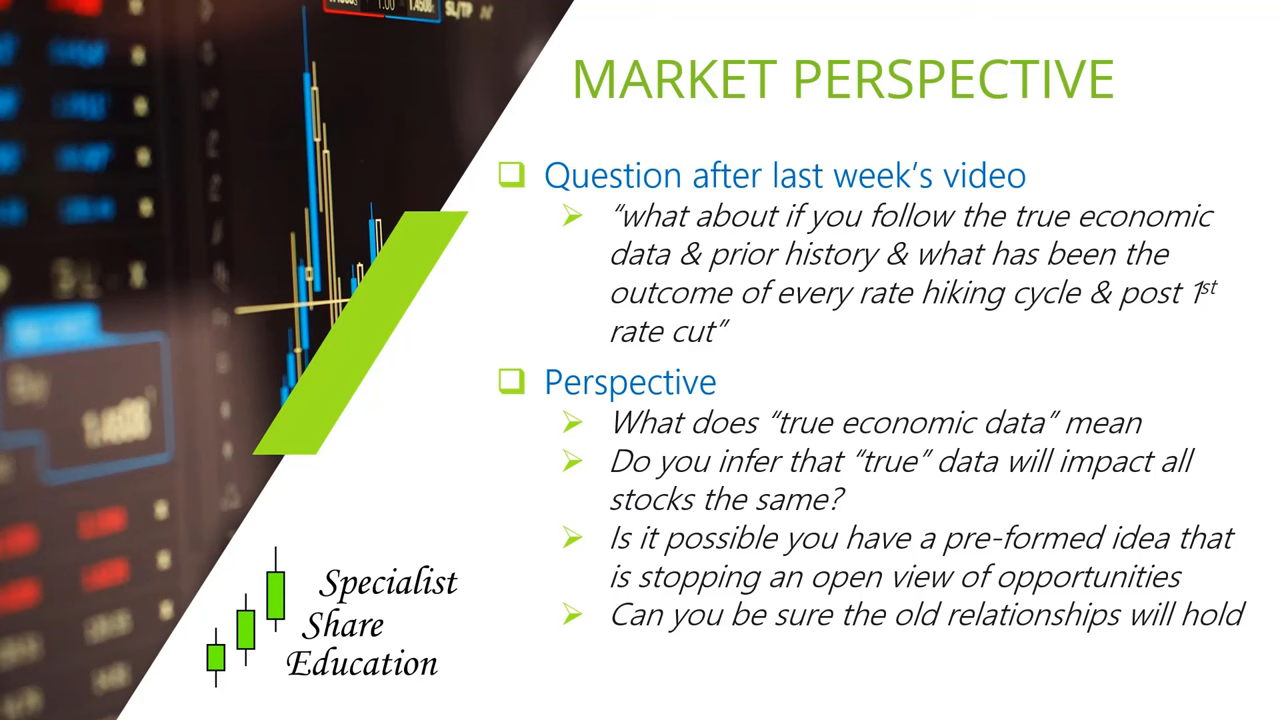 SL/TP
MARKET PERSPECTIVE
Question after last week’s video
“what about if you follow the true economic
data & prior history & what has been the
outcome of every rate hiking cycle & post 1st
rate cut”
Perspective
What does “true economic data” mean
Do you infer that “true” data will impact all
stocks the same?
Is it possible you have a pre-formed idea that
is stopping an open view of opportunities
Can you be sure the old relationships will hold
Specialist
Share
Education